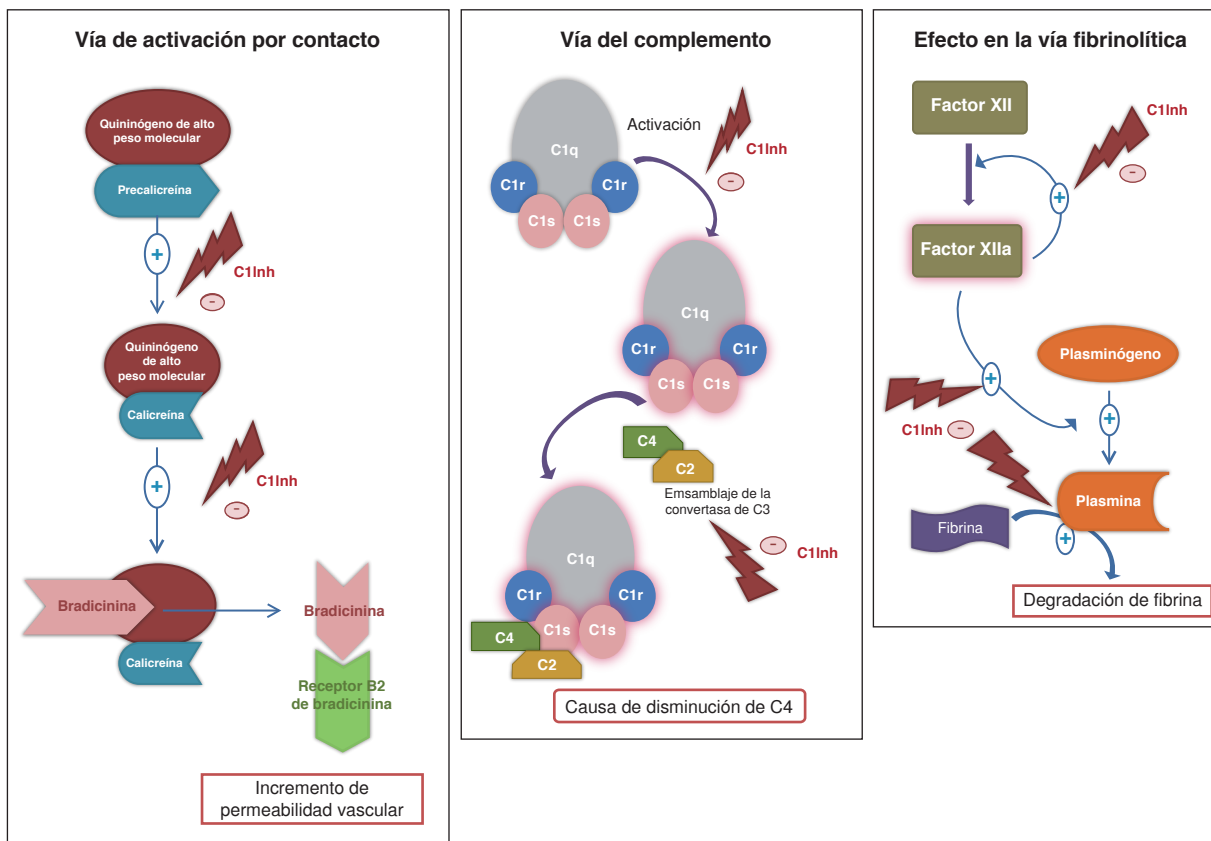 Vía de activación por contacto
Quininógeno de alto
peso molecular
Precalicreína
+
C1Inh
−
Quininógeno
de alto
peso molecular
Calicreína
+
C1Inh
−
Bradicinina
Calicreína
Bradicinina
Receptor B2
de bradicinina
Incremento de
permeabilidad vascular
Vía del complemento
C1q
C1r
C1r
C1s
C1s
Activación
C1Inh
−
C1q
C1r
C1r
C1s
C1s
C4
C2
Emsamblaje de la
convertasa de C3
−
C1Inh
C1q
C1r
C1r
C1s
C1s
C4
C2
Causa de disminución de C4
Efecto en la vía fibrinolítica
Factor XII
C1Inh
−
+
Factor XIIa
Plasminógeno
+
+
C1Inh
−
Plasmina
Fibrina
+
Degradación de fibrina